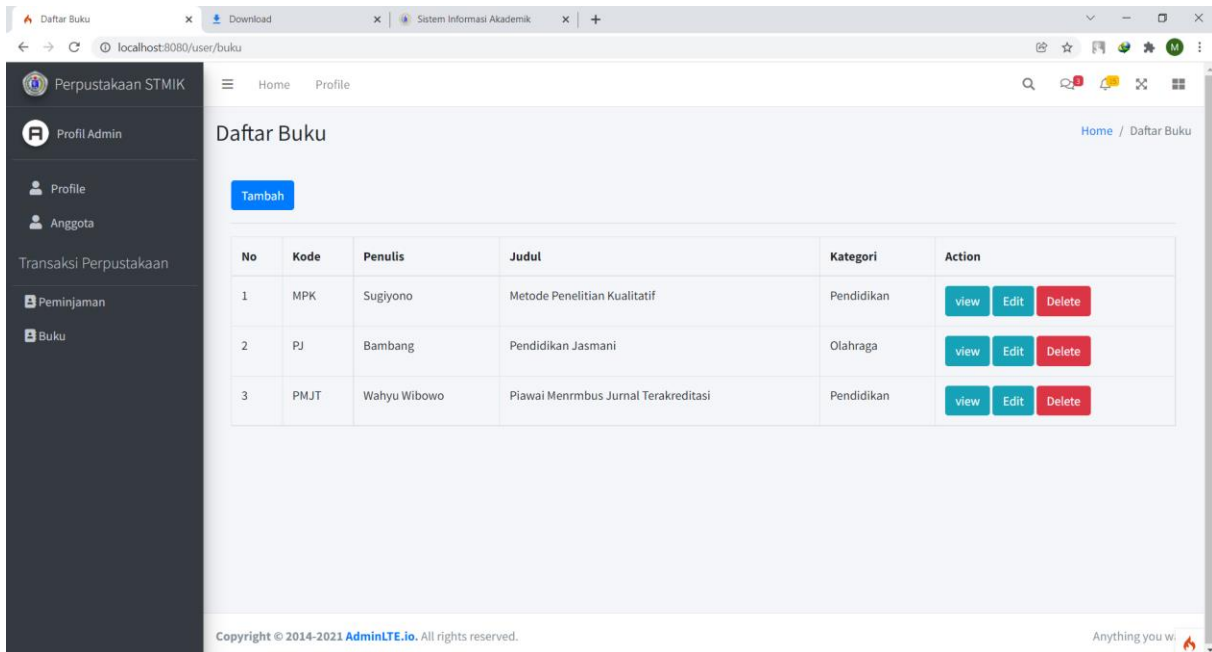 Daftar Buku
Download
Sistem Informasi Akademik
localhost:8080/user/buku
M
Perpustakaan STMIK
Home Profile
3
15
Profil Admin
Daftar Buku
Home / Daftar Buku
Profile
Tambah
Anggota
Transaksi Perpustakaan
Peminjaman
Buku
No Kode Penulis Judul Kategori Action
1 MPK Sugiyono Metode Penelitian Kualitatif Pendidikan view Edit Delete
2 PJ Bambang Pendidikan Jasmani Olahraga view Edit Delete
3 PMJT Wahyu Wibowo Piawai Menrmbus Jurnal Terakreditasi Pendidikan view Edit Delete
Copyright © 2014-2021 AdminLTE.io. All rights reserved.
Anything you w